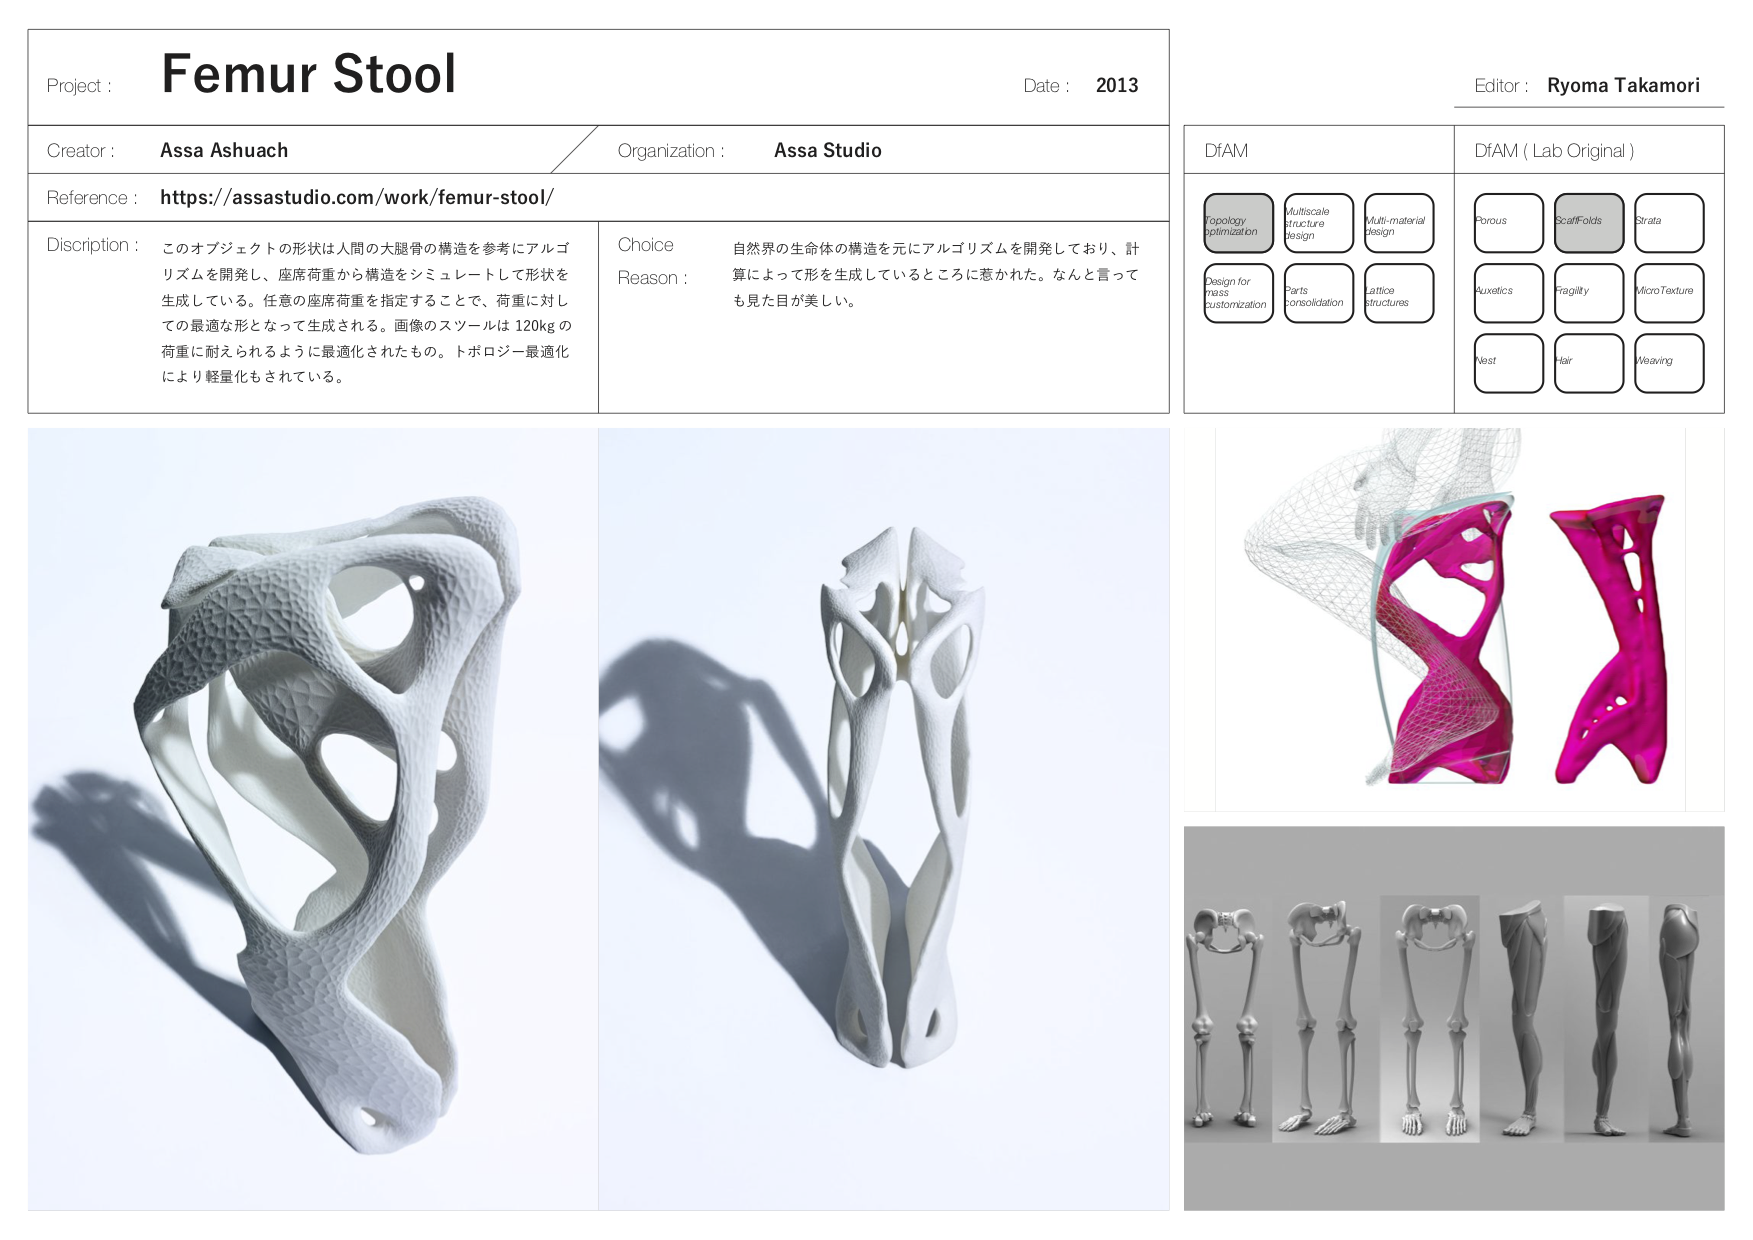 Project :
Femur Stool
Date :
2013
Editor :
Ryoma Takamori
Creator :
Assa Ashuach
Organization :
Assa Studio
Reference :
https://assastudio.com/work/femur-stool/
Discription :
このオブジェクトの形状は人間の大腿骨の構造を参考にアルゴ
リズムを開発し、座席荷重から構造をシミュレートして形状を
生成している。任意の座席荷重を指定することで、荷重に対し
ての最適な形となって生成される。画像のスツールは 120kg の
荷重に耐えられるように最適化されたもの。トポロジー最適化
により軽量化もされている。
Choice
Reason :
自然界の生命体の構造を元にアルゴリズムを開発しており、計
算によって形を生成しているところに惹かれた。なんと言って
も見た目が美しい。
DfAM
Topology
optimization
Multiscale
structure
design
Multi-material
design
Design for
mass
customization
Parts
consolidation
Lattice
structures
DfAM ( Lab Original )
Porous
ScaffFolds
Strata
Auxetics
Fragility
MicroTexture
Nest
Hair
Weaving